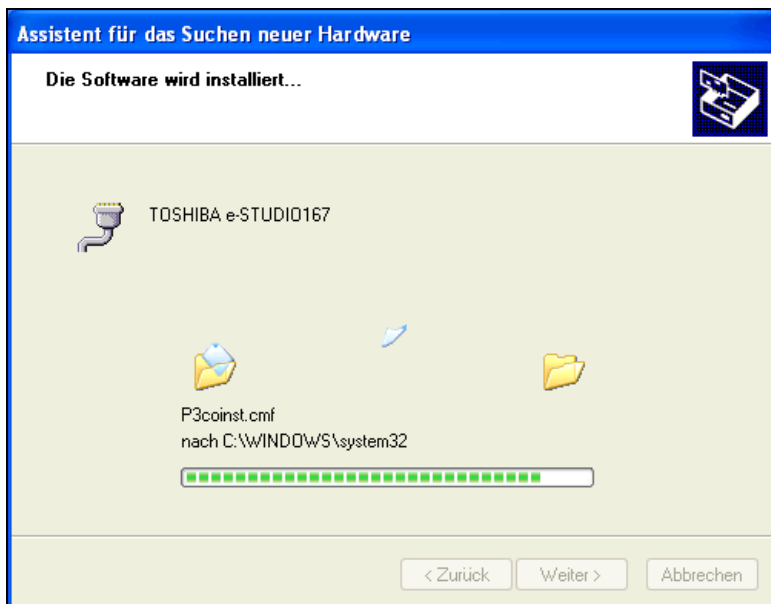 Assistent für das Suchen neuer Hardware
Die Software wird installiert...
TOSHIBA e-STUDIO167
P3coinst.cmf
nach C:\WINDOWS\system32
< Zurück Weiter > Abbrechen